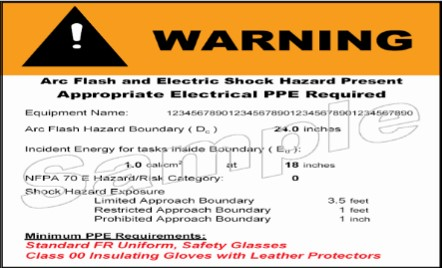 ! WARNING
Arc Flash and Electric Shock Hazard Present
Appropriate Electrical PPE Required
Equipment Name: 1234567890123456789012345678901234567890
Arc Flash Hazard Boundary ( Dc ) 24.0 inches
Incident Energy for tasks inside Boundary ( EIT ):
1.0 cal/cm² at 18 inches
NFPA 70 E Hazard/Risk Category: 0
Shock Hazard Exposure
Limited Approach Boundary 3.5 feet
Restricted Approach Boundary 1 feet
Prohibited Approach Boundary 1 inch
Minimum PPE Requirements:
Standard FR Uniform, Safety Glasses
Class 00 Insulating Gloves with Leather Protectors
Sample